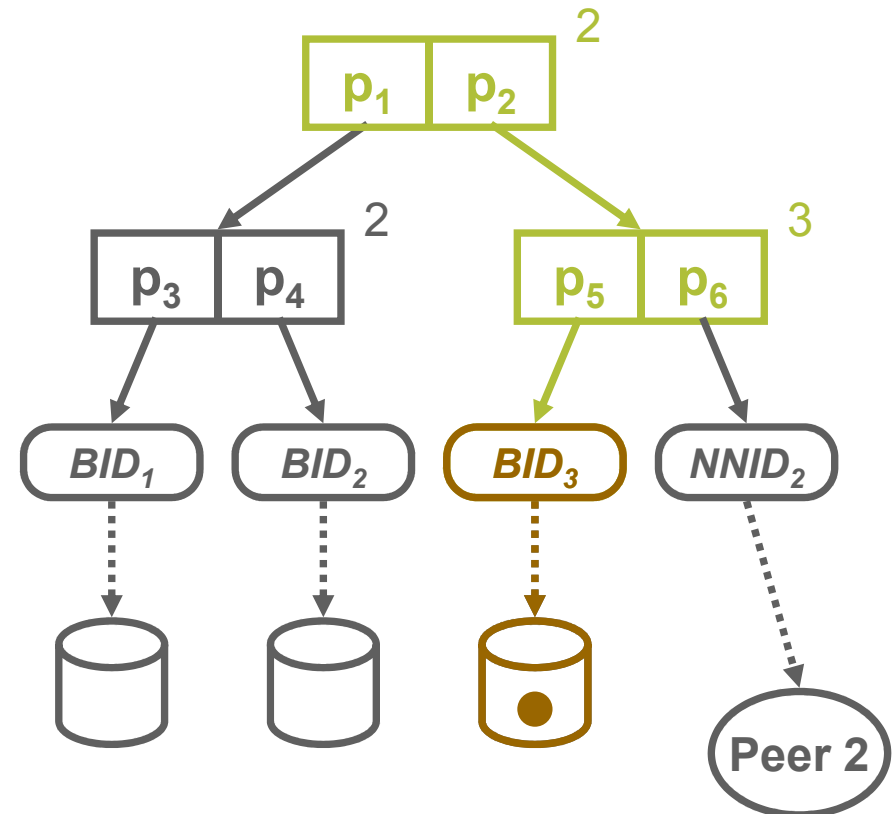 2
p₁ p₂
2
3
p₃ p₄
p₅ p₆
BID₁
BID₂
BID₃
NNID₂
Peer 2